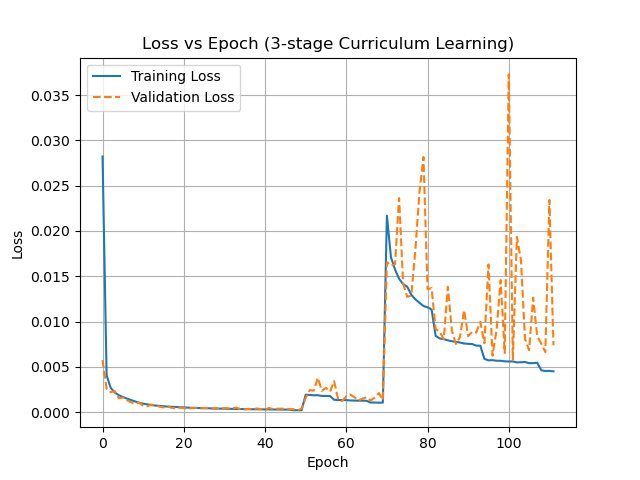 Loss vs Epoch (3-stage Curriculum Learning)
Training Loss
Validation Loss
0.035
0.030
0.025
0.020
0.015
0.010
0.005
0.000
Loss
0 20 40 60 80 100
Epoch